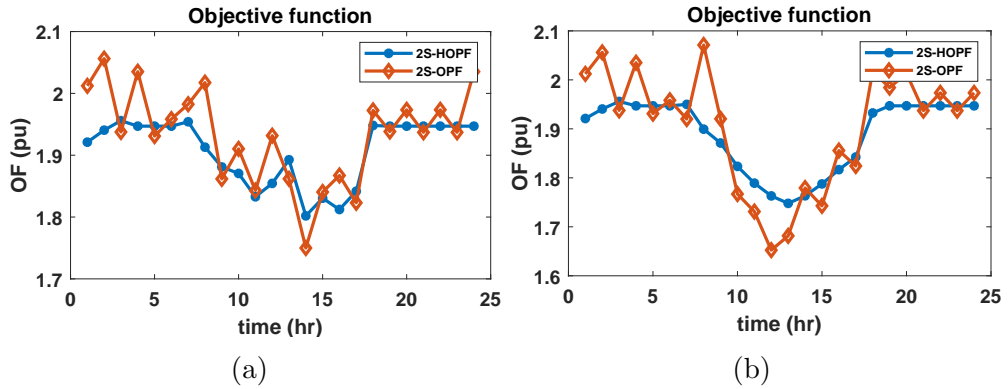 Objective function
2.1
2
1.9
1.8
1.7
OF (pu)
2S-HOPF
2S-OPF
0 5 10 15 20 25
time (hr)
(a)
Objective function
2.1
2
1.9
1.8
1.7
1.6
OF (pu)
2S-HOPF
2S-OPF
0 5 10 15 20 25
time (hr)
(b)